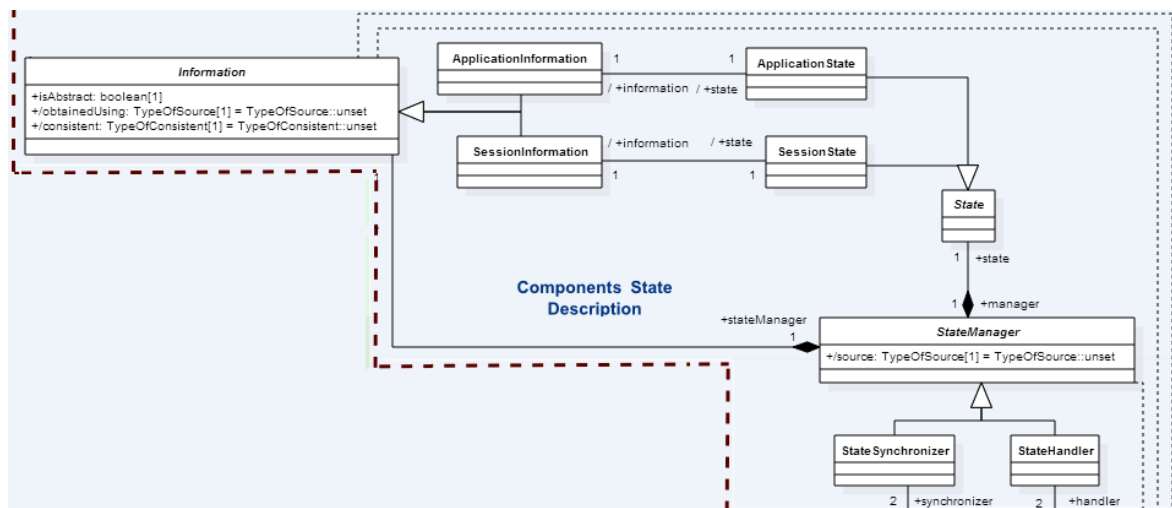 Information
+isAbstract: boolean[1]
+/obtainedUsing: TypeOfSource[1] = TypeOfSource::unset
+/consistent: TypeOfConsistent[1] = TypeOfConsistent::unset
ApplicationInformation
1
1
/ +information
/ +state
ApplicationState
SessionInformation
/ +information
/ +state
1
1
SessionState
State
1
+state
Components State
Description
1
+manager
+stateManager
1
StateManager
+/source: TypeOfSource[1] = TypeOfSource::unset
StateSynchronizer
StateHandler
2
+synchronizer
2
+handler